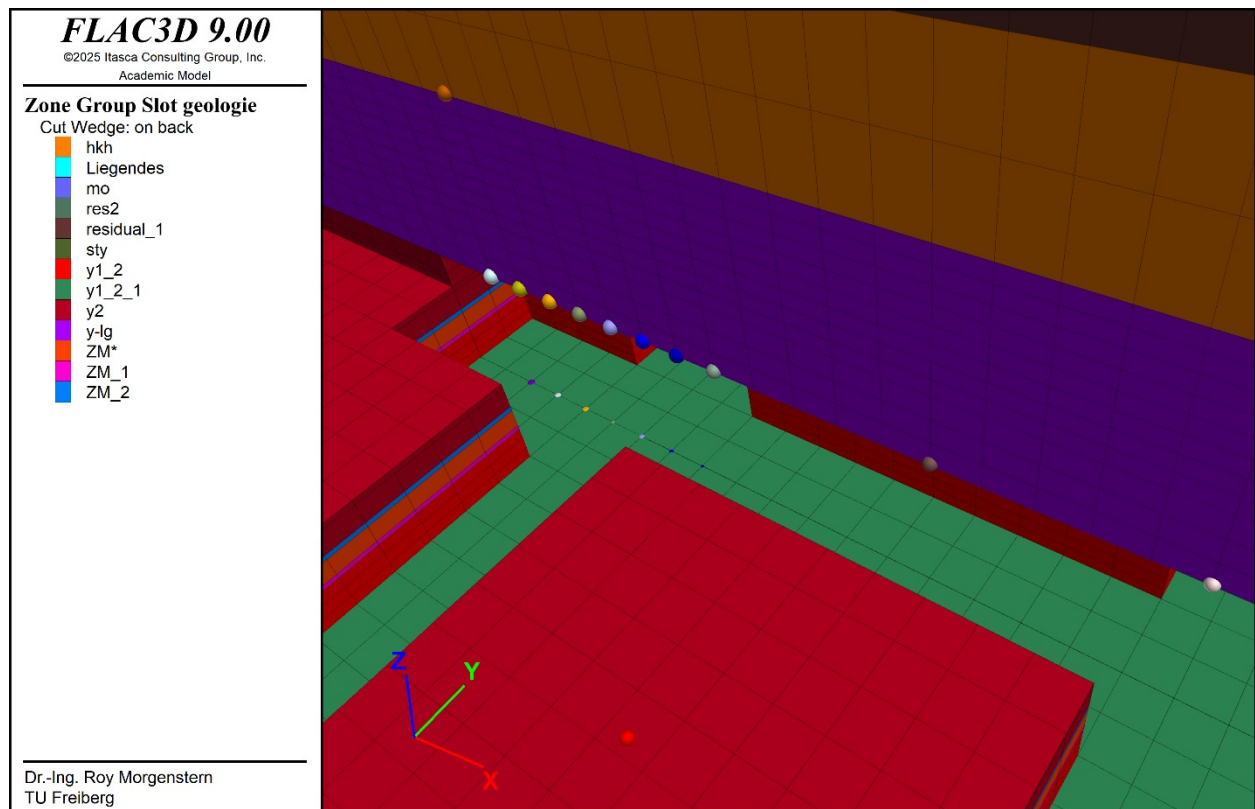 FLAC3D 9.00
©2025 Itasca Consulting Group, Inc.
Academic Model
Zone Group Slot geologie
Cut Wedge: on back
hkh
Liegendes
mo
res2
residual_1
sty
y1_2
y1_2_1
y2
y-lg
ZM*
ZM_1
ZM_2
Z
Y
X
Dr.-Ing. Roy Morgenstern
TU Freiberg